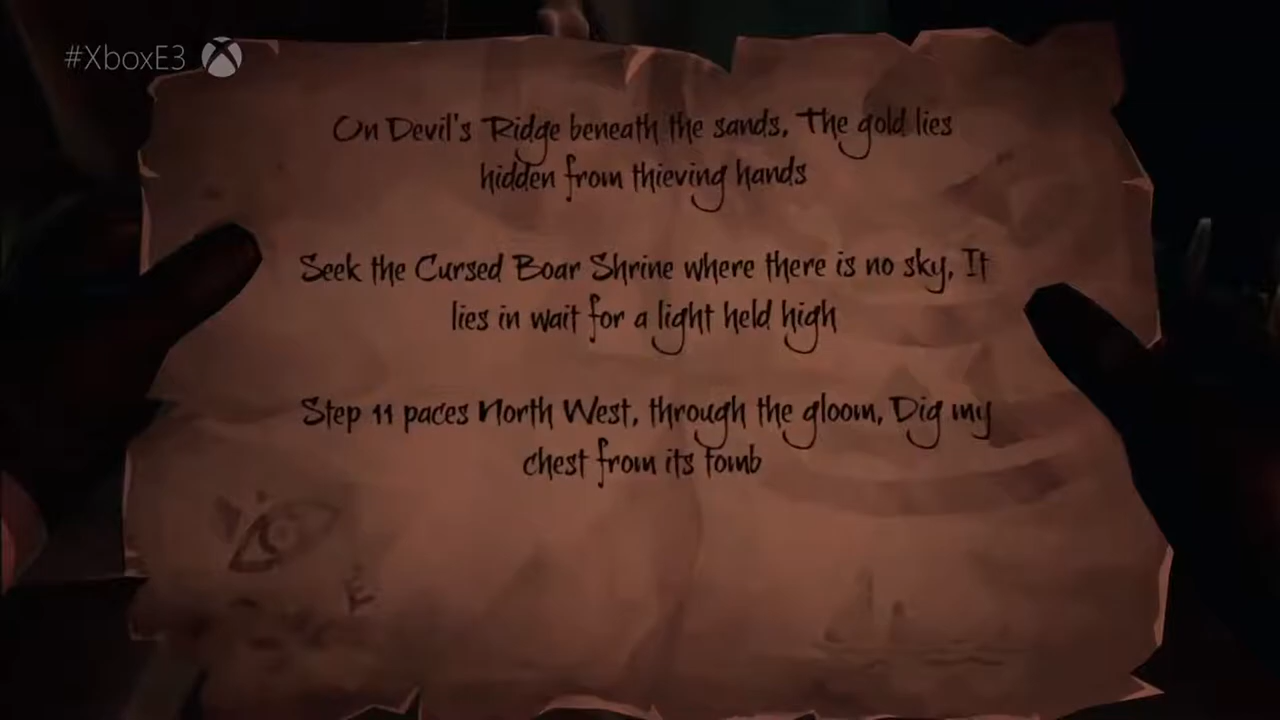 #XboxE3
On Devil's Ridge beneath the sands, The gold lies
hidden from thieving hands
Seek the Cursed Boar Shrine where there is no sky, It
lies in wait for a light held high
Step 11 paces North West, through the gloom, Dig my
chest from its tomb